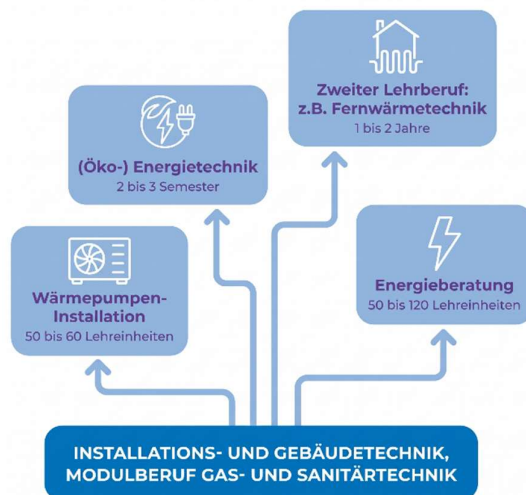 Zweiter Lehrberuf:
z.B. Fernwärmetechnik
1 bis 2 Jahre
(Öko-) Energietechnik
2 bis 3 Semester
Wärmepumpen-
Installation
50 bis 60 Lehreinheiten
Energieberatung
50 bis 120 Lehreinheiten
INSTALLATIONS- UND GEBÄUDETECHNIK,
MODULBERUF GAS- UND SANITÄRTECHNIK